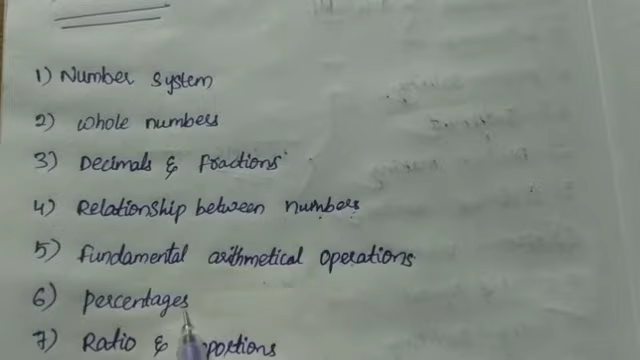 1) Number system
2) whole numbers
3) Decimals & fractions
4) Relationship between numbers
5) fundamental arithmetical operations
6) percentages
7) Ratio & portions